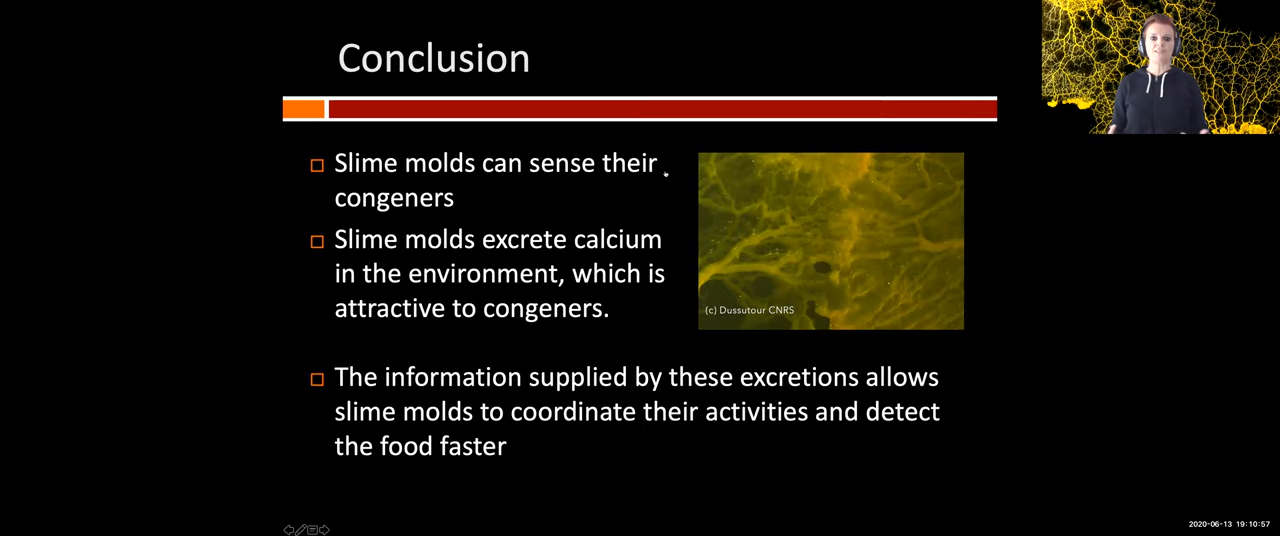 Conclusion
Slime molds can sense their
congeners
Slime molds excrete calcium
in the environment, which is
attractive to congeners.
(c) Dussutour CNRS
The information supplied by these excretions allows
slime molds to coordinate their activities and detect
the food faster
2020-06-13 19:10:57